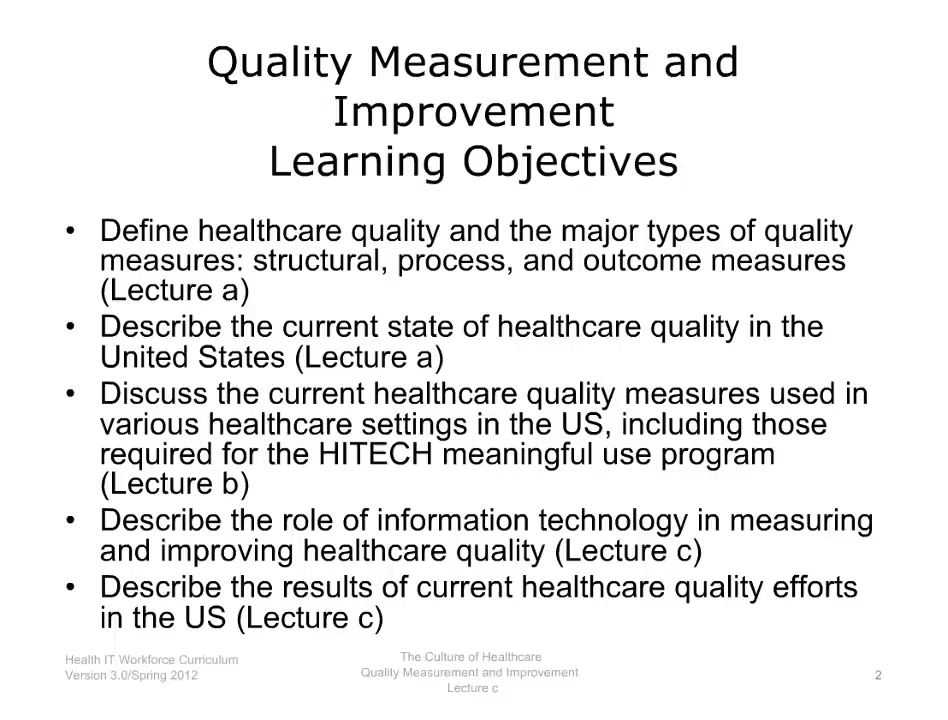 Quality Measurement and
Improvement
Learning Objectives
• Define healthcare quality and the major types of quality
measures: structural, process, and outcome measures
(Lecture a)
• Describe the current state of healthcare quality in the
United States (Lecture a)
• Discuss the current healthcare quality measures used in
various healthcare settings in the US, including those
required for the HITECH meaningful use program
(Lecture b)
• Describe the role of information technology in measuring
and improving healthcare quality (Lecture c)
• Describe the results of current healthcare quality efforts
in the US (Lecture c)
Health IT Workforce Curriculum
Version 3.0/Spring 2012
The Culture of Healthcare
Quality Measurement and Improvement
Lecture c
2